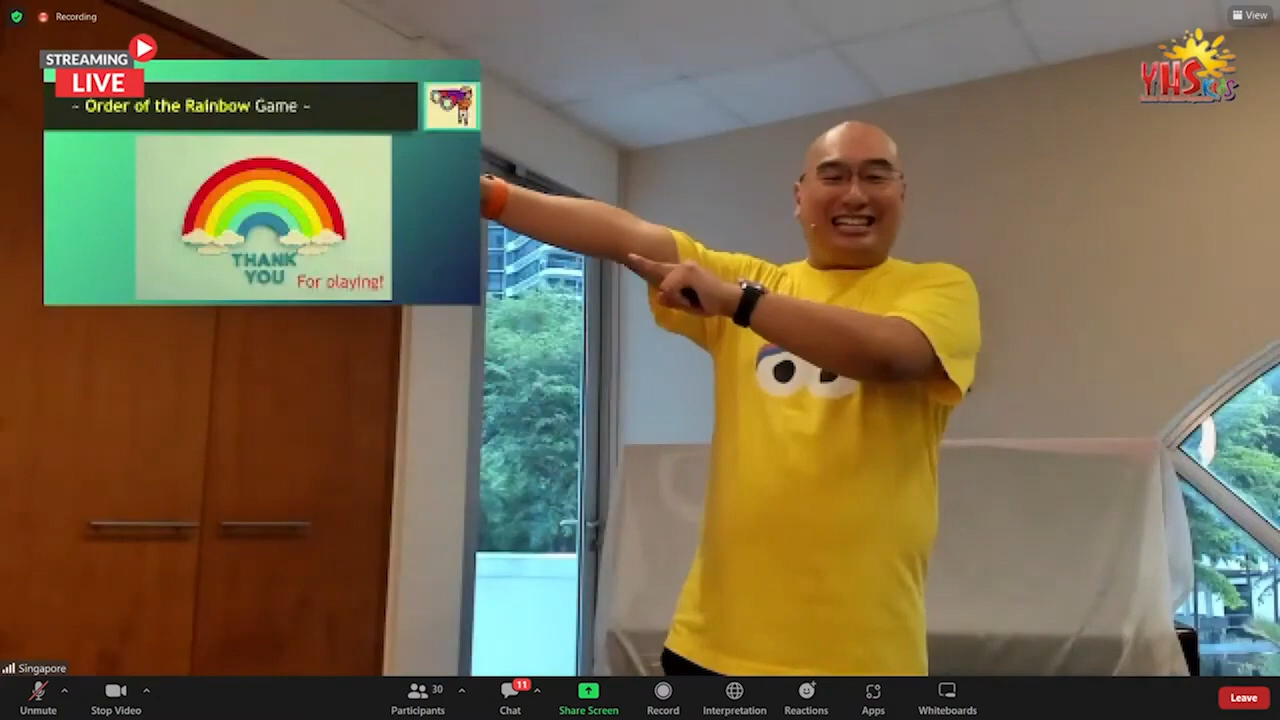 Recording
View
STREAMING
LIVE
~ Order of the Rainbow Game ~
YHS Kids
THANK
YOU
For playing!
Singapore
Unmute
Stop Video
30
Participants
11
Chat
Share Screen
Record
Interpretation
Reactions
Apps
Whiteboards
Leave